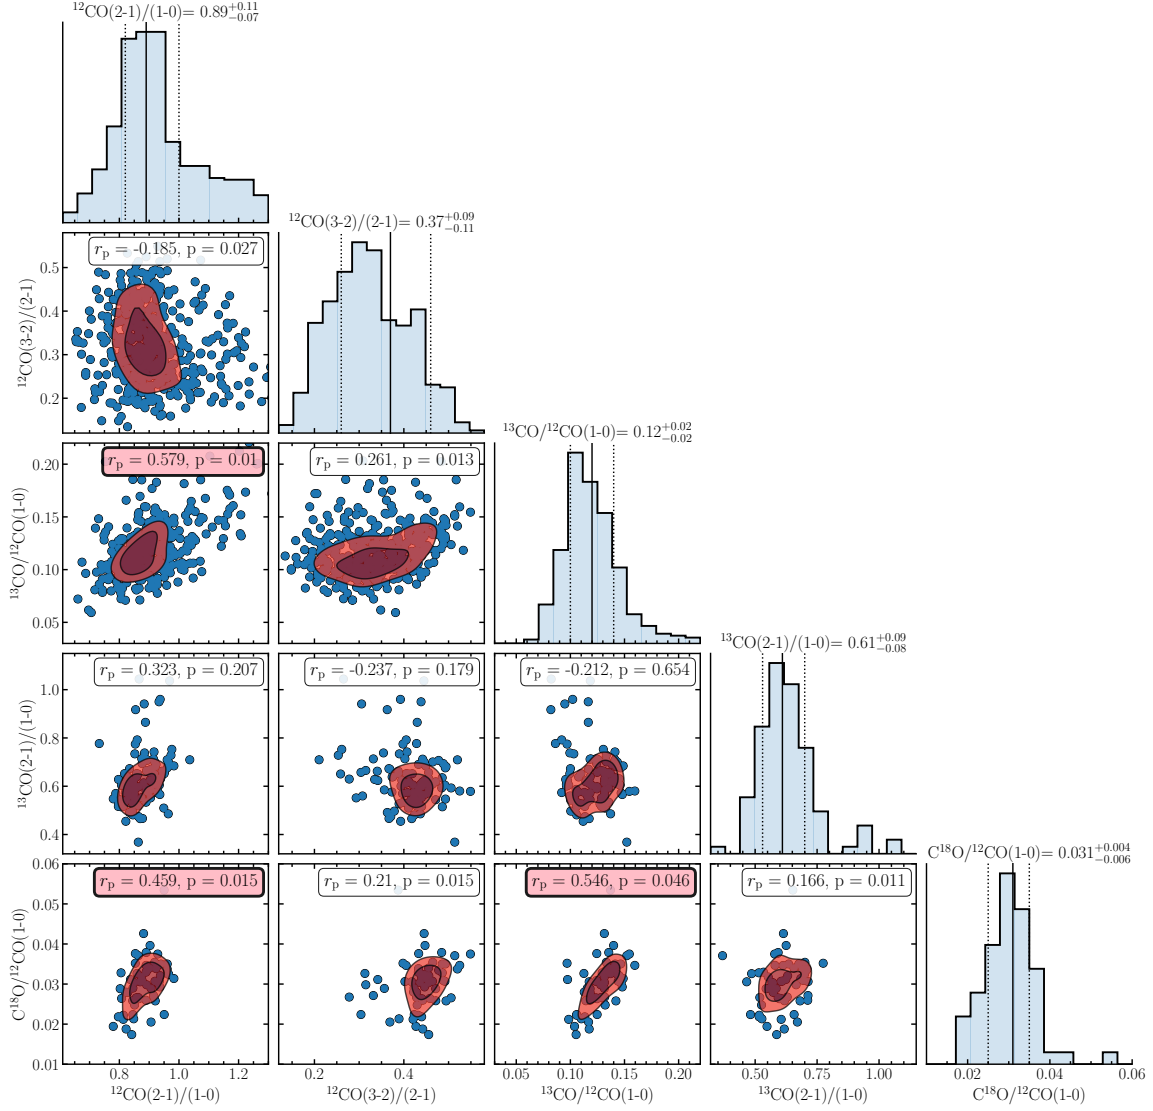 ¹²CO(2-1)/(1-0)= 0.89⁺⁰·¹¹₋₀.₀₇
¹²CO(3-2)/(2-1)= 0.37⁺⁰·⁰⁹₋₀.₁₁
rₚ = -0.185, p = 0.027
0.5
0.4
0.3
0.2
¹²CO(3-2)/(2-1)
¹³CO/¹²CO(1-0)= 0.12⁺⁰·⁰²₋₀.₀₂
rₚ = 0.579, p = 0.01
rₚ = 0.261, p = 0.013
0.20
0.15
0.10
0.05
¹³CO/¹²CO(1-0)
¹³CO(2-1)/(1-0)= 0.61⁺⁰·⁰⁹₋₀.₀₈
rₚ = 0.323, p = 0.207
rₚ = -0.237, p = 0.179
rₚ = -0.212, p = 0.654
1.0
0.8
0.6
0.4
¹³CO(2-1)/(1-0)
C¹⁸O/¹²CO(1-0)= 0.031⁺⁰·⁰⁰⁴₋₀.₀₀₆
rₚ = 0.459, p = 0.015
rₚ = 0.21, p = 0.015
rₚ = 0.546, p = 0.046
rₚ = 0.166, p = 0.011
0.06
0.05
0.04
0.03
0.02
0.01
C¹⁸O/¹²CO(1-0)
0.8 1.0 1.2
0.2 0.4
0.05 0.10 0.15 0.20
0.50 0.75 1.00
0.02 0.04 0.06
¹²CO(2-1)/(1-0)
¹²CO(3-2)/(2-1)
¹³CO/¹²CO(1-0)
¹³CO(2-1)/(1-0)
C¹⁸O/¹²CO(1-0)